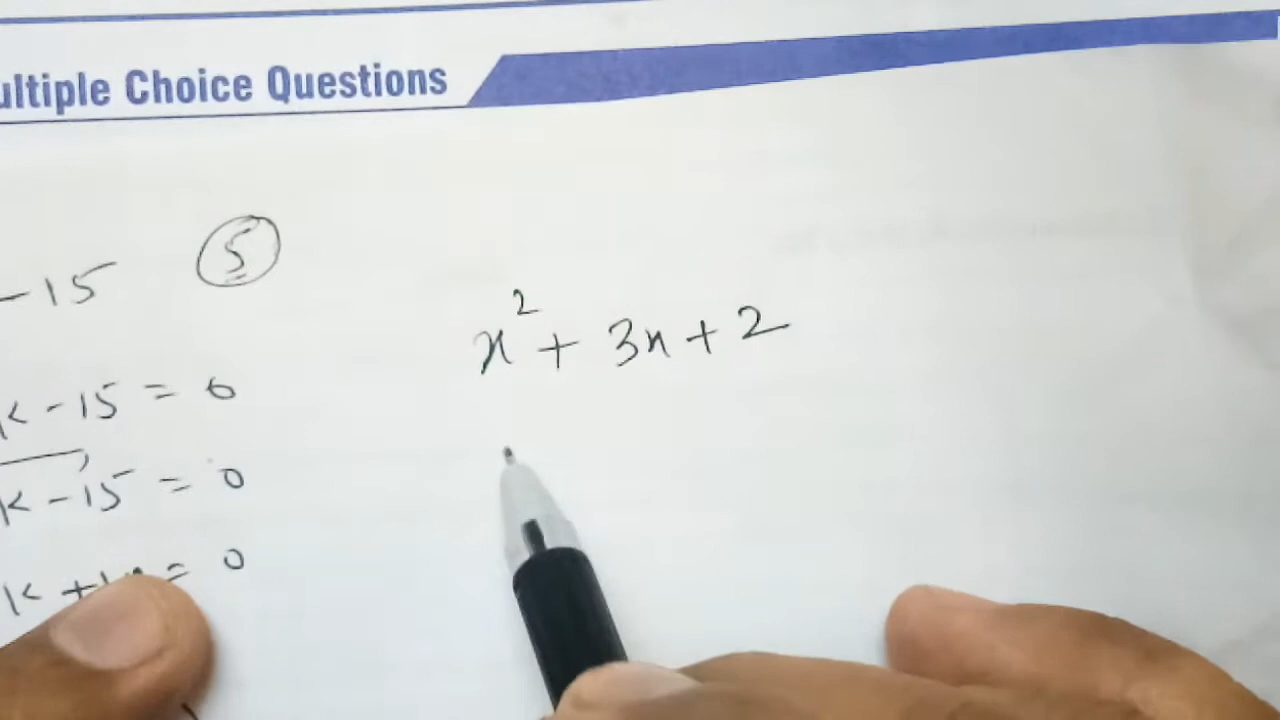 ultiple Choice Questions
-15 (5)
x² + 3x + 2
k - 15 = 0
k - 15 = 0
k + = 0